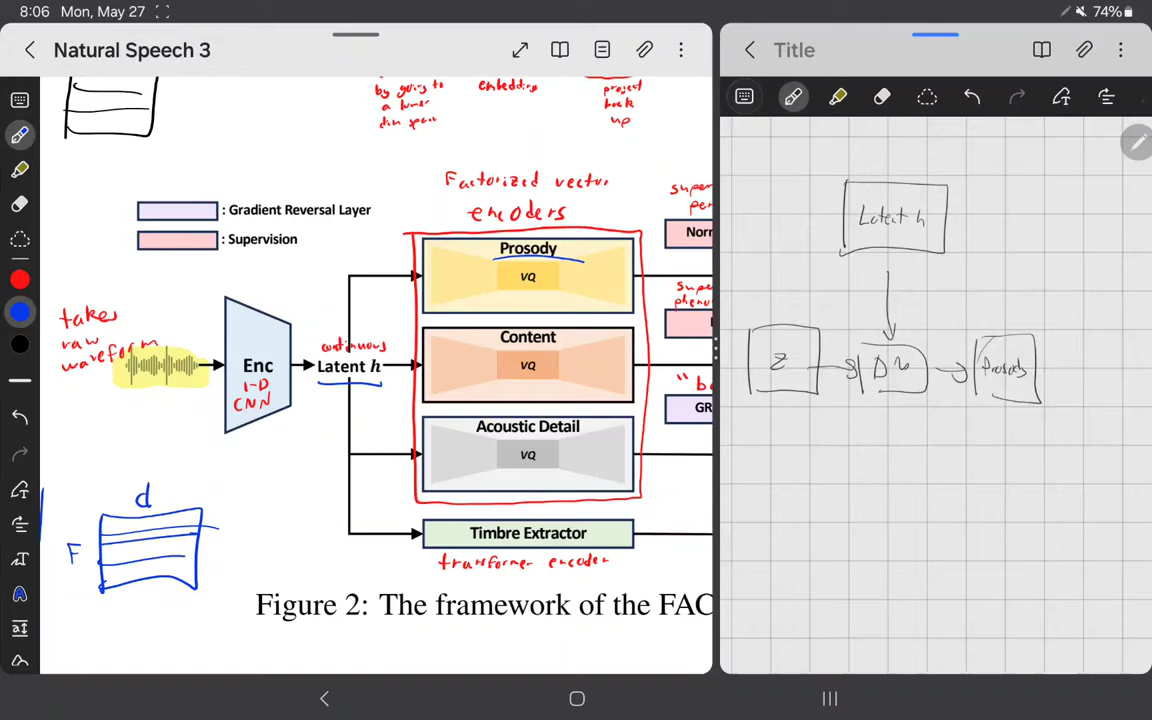 8:06 Mon, May 27
74%
Natural Speech 3
by going to
a lower
dim space
embedding
project
back
up
Factorized vector
encoders
: Gradient Reversal Layer
: Supervision
takes
raw
waveform
Enc
1-D
CNN
continuous
Latent h
Prosody
VQ
Content
VQ
Acoustic Detail
VQ
Timbre Extractor
transformer encoder
super
Norm
super
"b
GR
d
F
Figure 2: The framework of the FAC
Title
Latent h
Z
Prosody